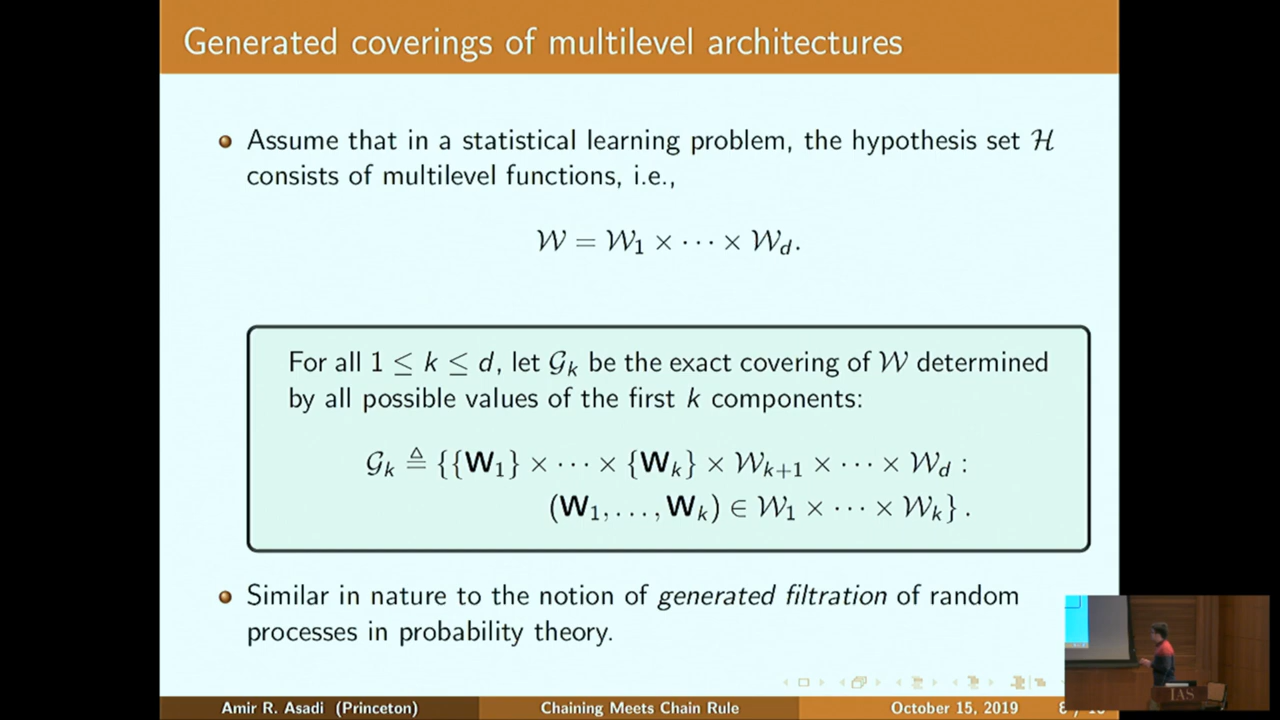 Generated coverings of multilevel architectures
Assume that in a statistical learning problem, the hypothesis set ℋ
consists of multilevel functions, i.e.,
𝒲 = 𝒲₁ × ⋯ × 𝒲_d.
For all 1 ≤ k ≤ d, let 𝒢_k be the exact covering of 𝒲 determined
by all possible values of the first k components:
𝒢_k ≜ {{𝗪₁} × ⋯ × {𝗪_k} × 𝒲_{k+1} × ⋯ × 𝒲_d :
(𝗪₁, . . . , 𝗪_k) ∈ 𝒲₁ × ⋯ × 𝒲_k} .
Similar in nature to the notion of generated filtration of random
processes in probability theory.
Amir R. Asadi (Princeton)
Chaining Meets Chain Rule
October 15, 2019
IAS